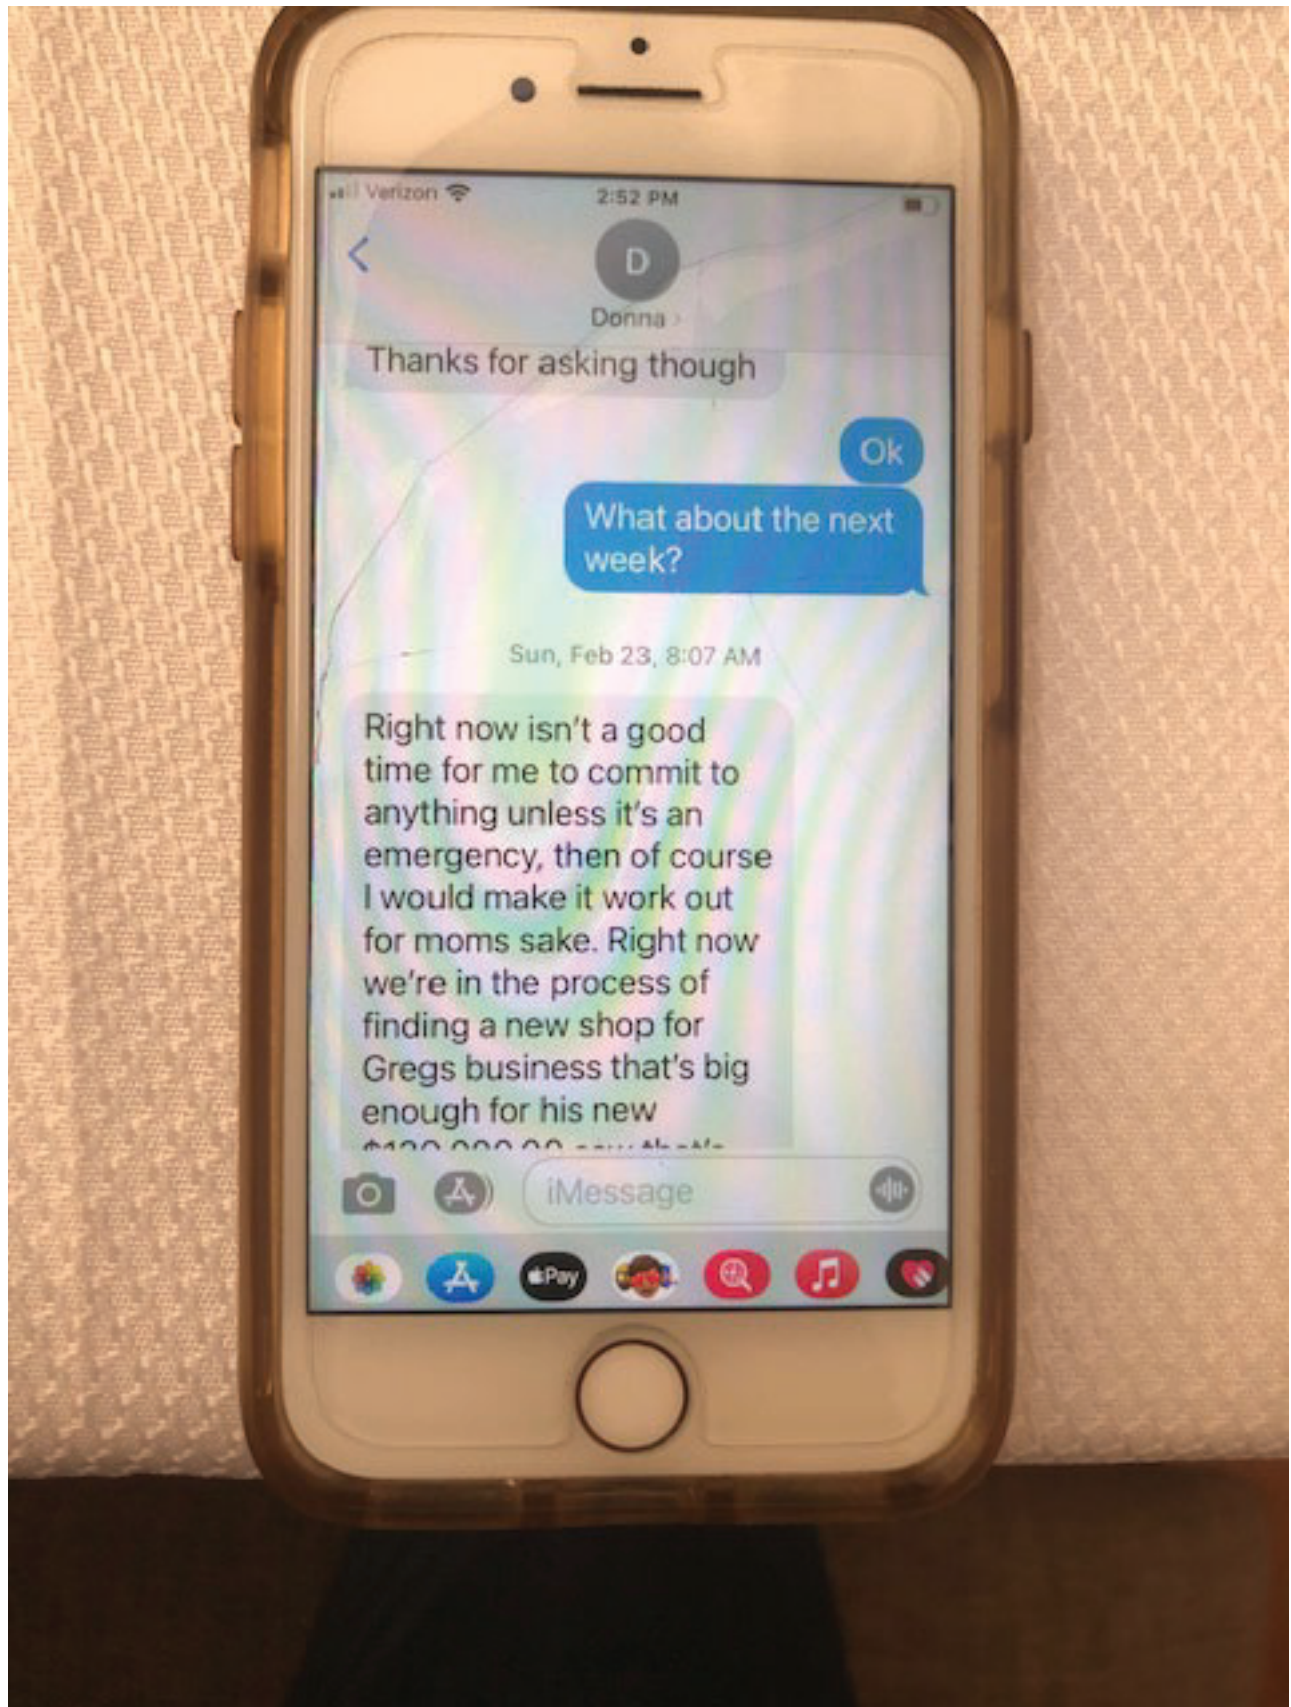 Verizon
2:52 PM
D
Donna
Thanks for asking though
Ok
What about the next
week?
Sun, Feb 23, 8:07 AM
Right now isn't a good
time for me to commit to
anything unless it's an
emergency, then of course
I would make it work out
for moms sake. Right now
we're in the process of
finding a new shop for
Gregs business that's big
enough for his new
iMessage
Pay